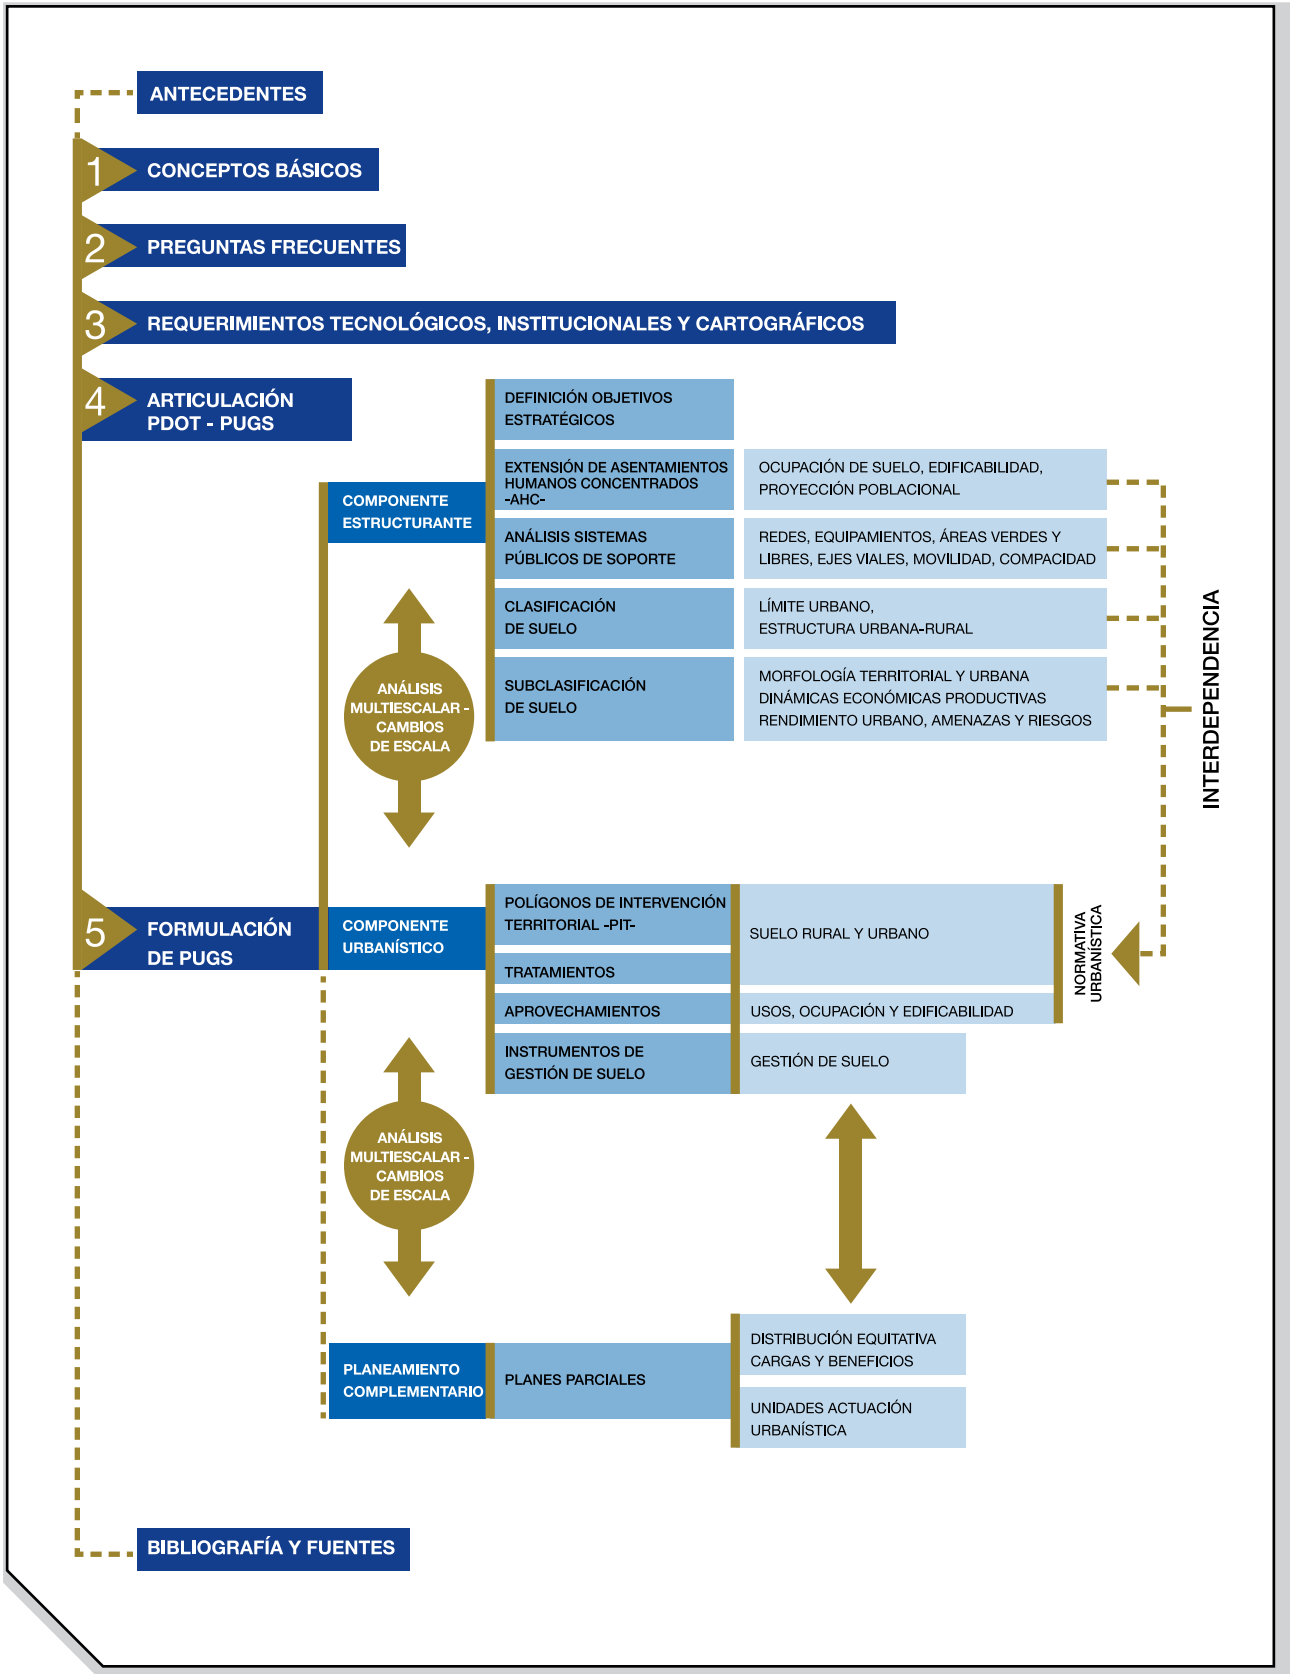 ANTECEDENTES
1
CONCEPTOS BÁSICOS
2
PREGUNTAS FRECUENTES
3
REQUERIMIENTOS TECNOLÓGICOS, INSTITUCIONALES Y CARTOGRÁFICOS
4
ARTICULACIÓN
PDOT - PUGS
COMPONENTE
ESTRUCTURANTE
DEFINICIÓN OBJETIVOS
ESTRATÉGICOS
EXTENSIÓN DE ASENTAMIENTOS
HUMANOS CONCENTRADOS
-AHC-
OCUPACIÓN DE SUELO, EDIFICABILIDAD,
PROYECCIÓN POBLACIONAL
ANÁLISIS SISTEMAS
PÚBLICOS DE SOPORTE
REDES, EQUIPAMIENTOS, ÁREAS VERDES Y
LIBRES, EJES VIALES, MOVILIDAD, COMPACIDAD
CLASIFICACIÓN
DE SUELO
LÍMITE URBANO,
ESTRUCTURA URBANA-RURAL
SUBCLASIFICACIÓN
DE SUELO
MORFOLOGÍA TERRITORIAL Y URBANA
DINÁMICAS ECONÓMICAS PRODUCTIVAS
RENDIMIENTO URBANO, AMENAZAS Y RIESGOS
INTERDEPENDENCIA
ANÁLISIS
MULTIESCALAR -
CAMBIOS
DE ESCALA
5
FORMULACIÓN
DE PUGS
COMPONENTE
URBANÍSTICO
POLÍGONOS DE INTERVENCIÓN
TERRITORIAL -PIT-
TRATAMIENTOS
SUELO RURAL Y URBANO
APROVECHAMIENTOS
USOS, OCUPACIÓN Y EDIFICABILIDAD
INSTRUMENTOS DE
GESTIÓN DE SUELO
GESTIÓN DE SUELO
NORMATIVA
URBANÍSTICA
ANÁLISIS
MULTIESCALAR -
CAMBIOS
DE ESCALA
PLANEAMIENTO
COMPLEMENTARIO
PLANES PARCIALES
DISTRIBUCIÓN EQUITATIVA
CARGAS Y BENEFICIOS
UNIDADES ACTUACIÓN
URBANÍSTICA
BIBLIOGRAFÍA Y FUENTES